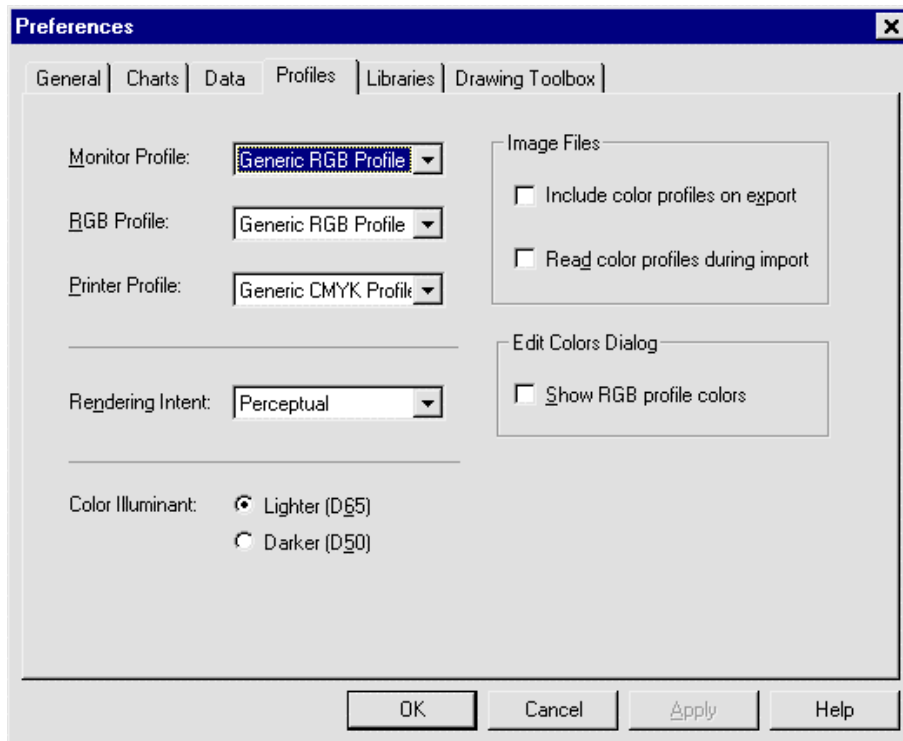 Preferences
General Charts Data Profiles Libraries Drawing Toolbox
Monitor Profile: Generic RGB Profile
RGB Profile: Generic RGB Profile
Printer Profile: Generic CMYK Profile
Rendering Intent: Perceptual
Color Illuminant: Lighter (D65)
Darker (D50)
Image Files
Include color profiles on export
Read color profiles during import
Edit Colors Dialog
Show RGB profile colors
OK Cancel Apply Help